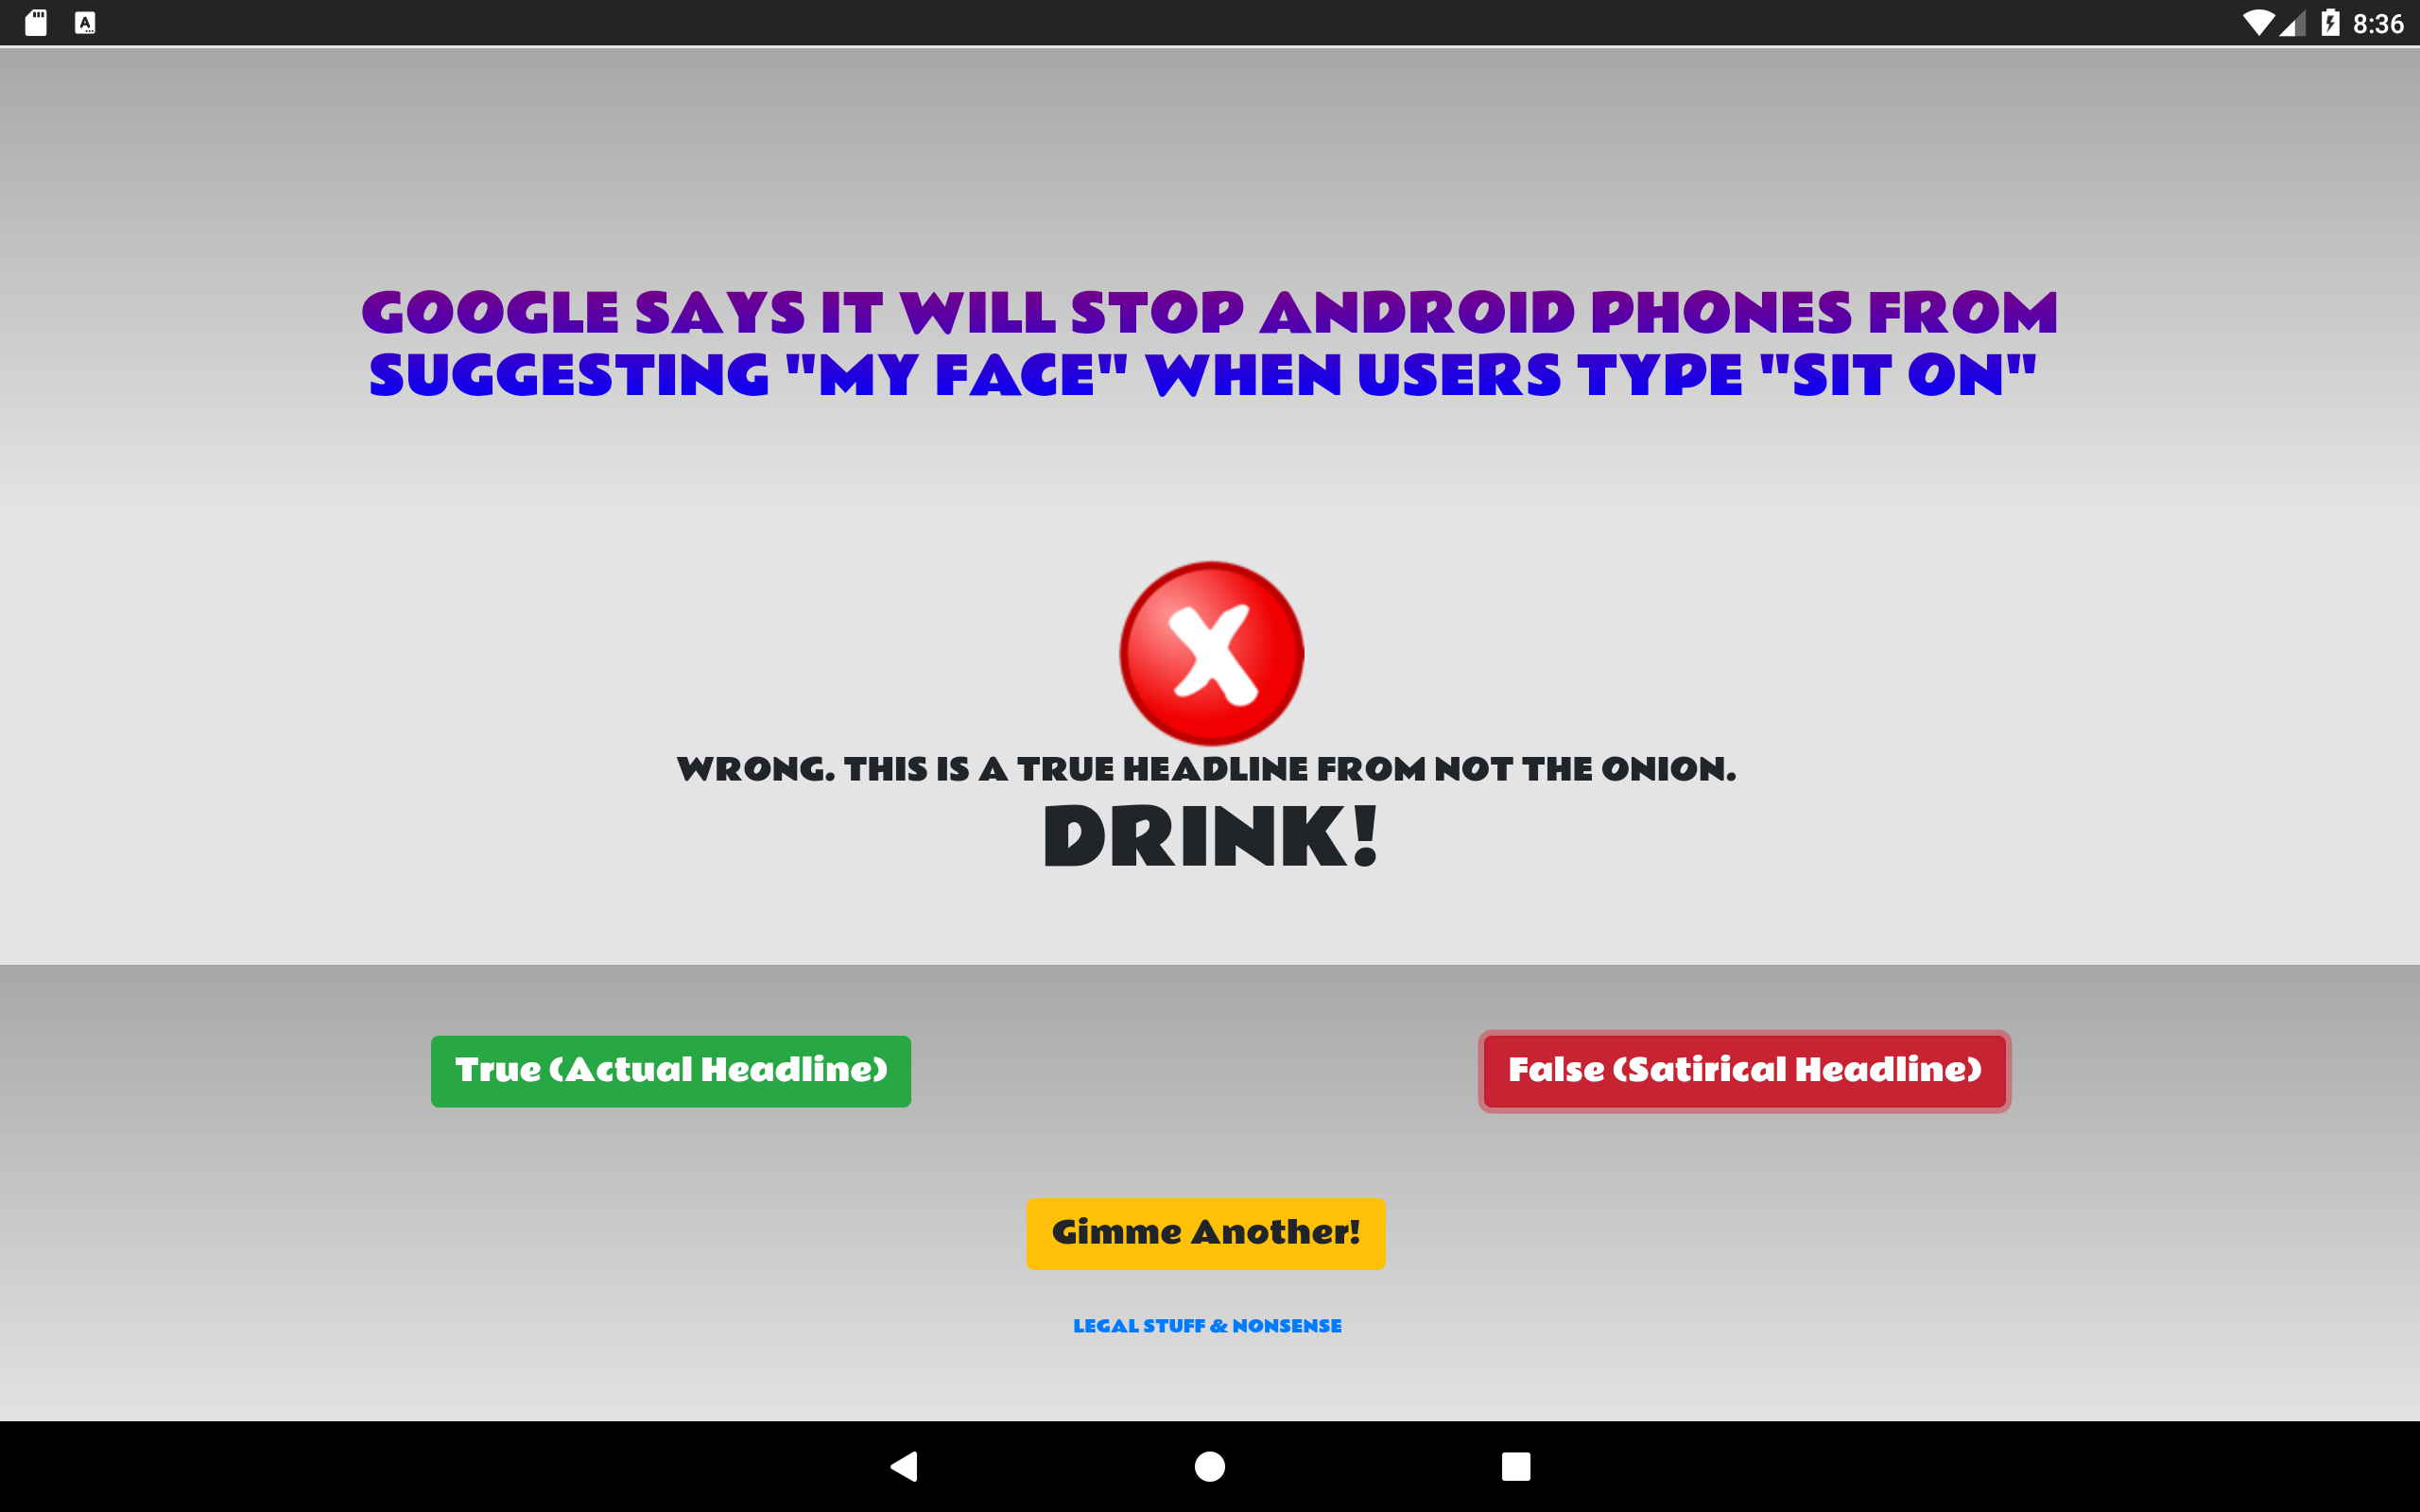 8:36
GOOGLE SAYS IT WILL STOP ANDROID PHONES FROM
SUGGESTING "MY FACE" WHEN USERS TYPE "SIT ON"
X
WRONG. THIS IS A TRUE HEADLINE FROM NOT THE ONION.
DRINK!
True (Actual Headline)
False (Satirical Headline)
Gimme Another!
LEGAL STUFF & NONSENSE